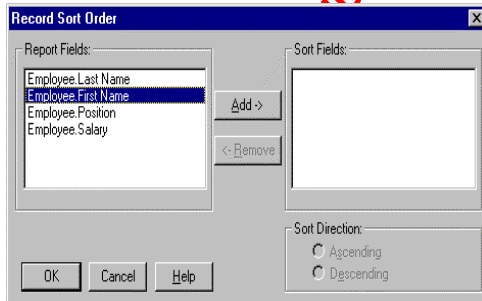 Record Sort Order
Report Fields:
Employee.Last Name
Employee.First Name
Employee.Position
Employee.Salary
Add ->
<- Remove
Sort Fields:
Sort Direction:
Ascending
Descending
OK
Cancel
Help